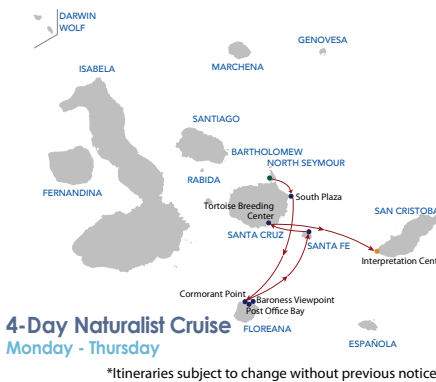 DARWIN
WOLF
GENOVESA
MARCHENA
ISABELA
SANTIAGO
BARTHOLOMEW
NORTH SEYMOUR
RABIDA
FERNANDINA
South Plaza
Tortoise Breeding
Center
SAN CRISTOBA
SANTA CRUZ
SANTA FE
Interpretation Cent
Cormorant Point
Baroness Viewpoint
Post Office Bay
4-Day Naturalist Cruise
FLOREANA
Monday - Thursday
ESPAÑOLA
*Itineraries subject to change without previous notice